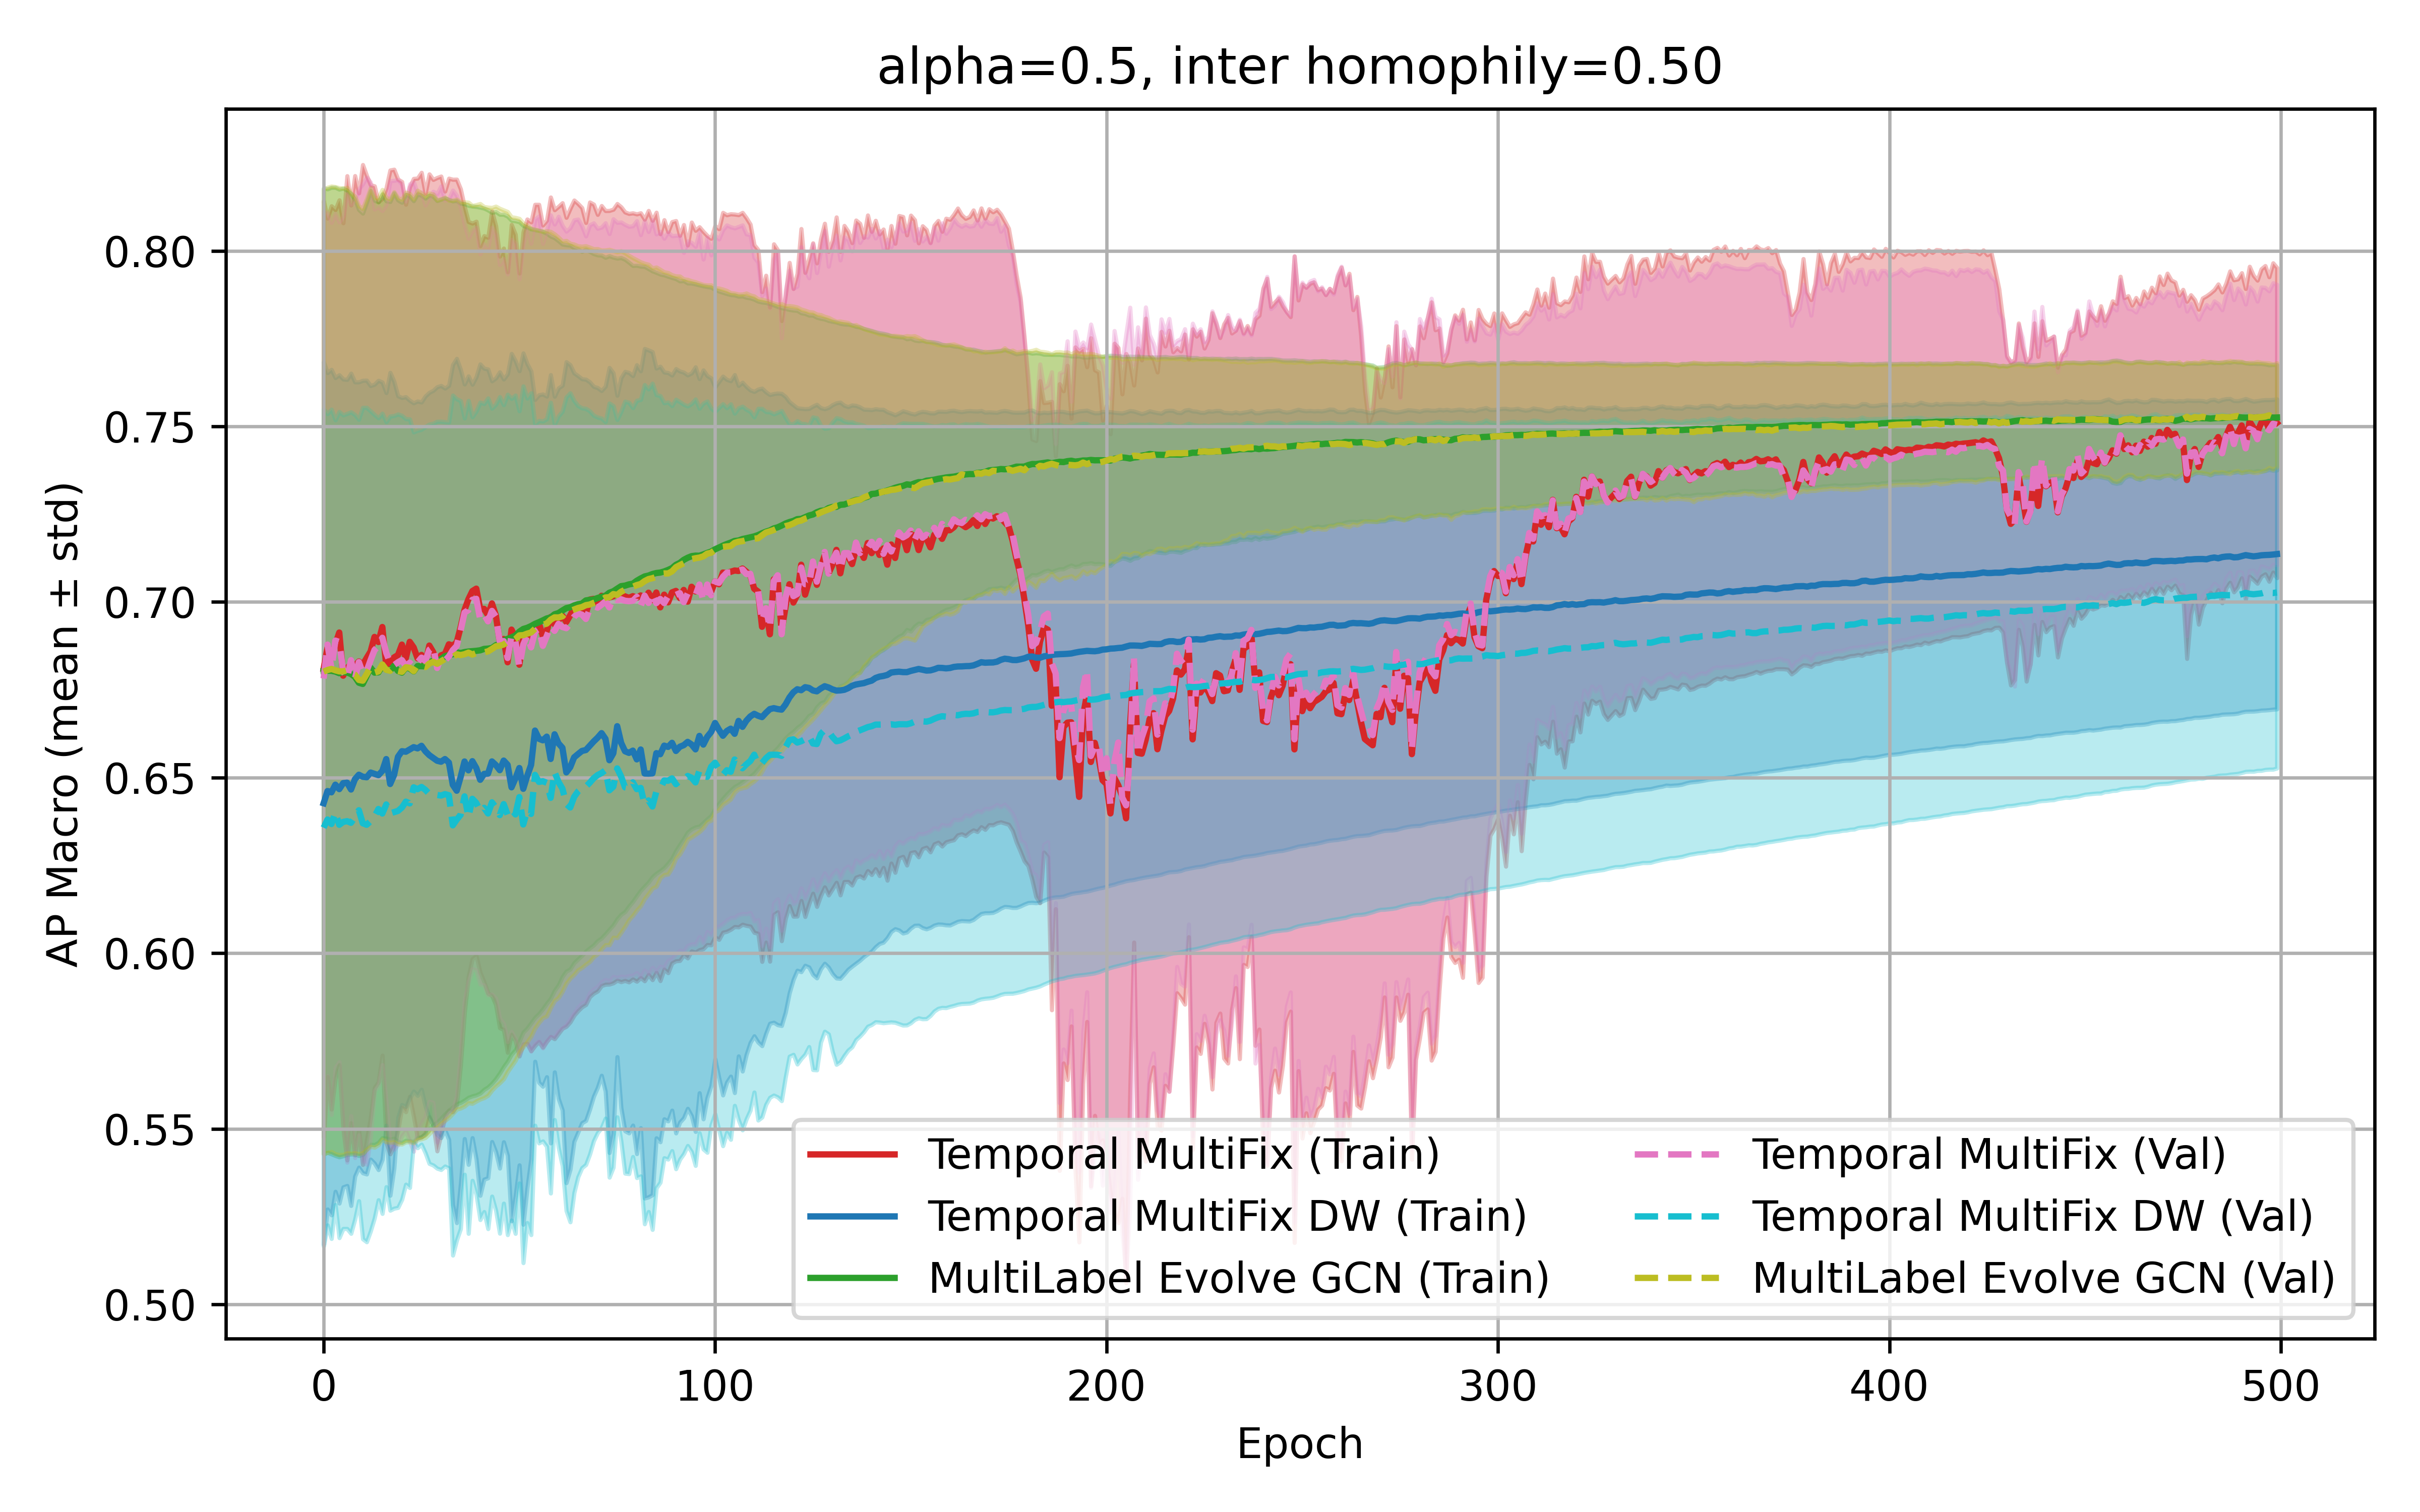 alpha=0.5, inter homophily=0.50
AP Macro (mean ± std)
0.80
0.75
0.70
0.65
0.60
0.55
0.50
0 100 200 300 400 500
Epoch
Temporal MultiFix (Train)
Temporal MultiFix DW (Train)
MultiLabel Evolve GCN (Train)
Temporal MultiFix (Val)
Temporal MultiFix DW (Val)
MultiLabel Evolve GCN (Val)